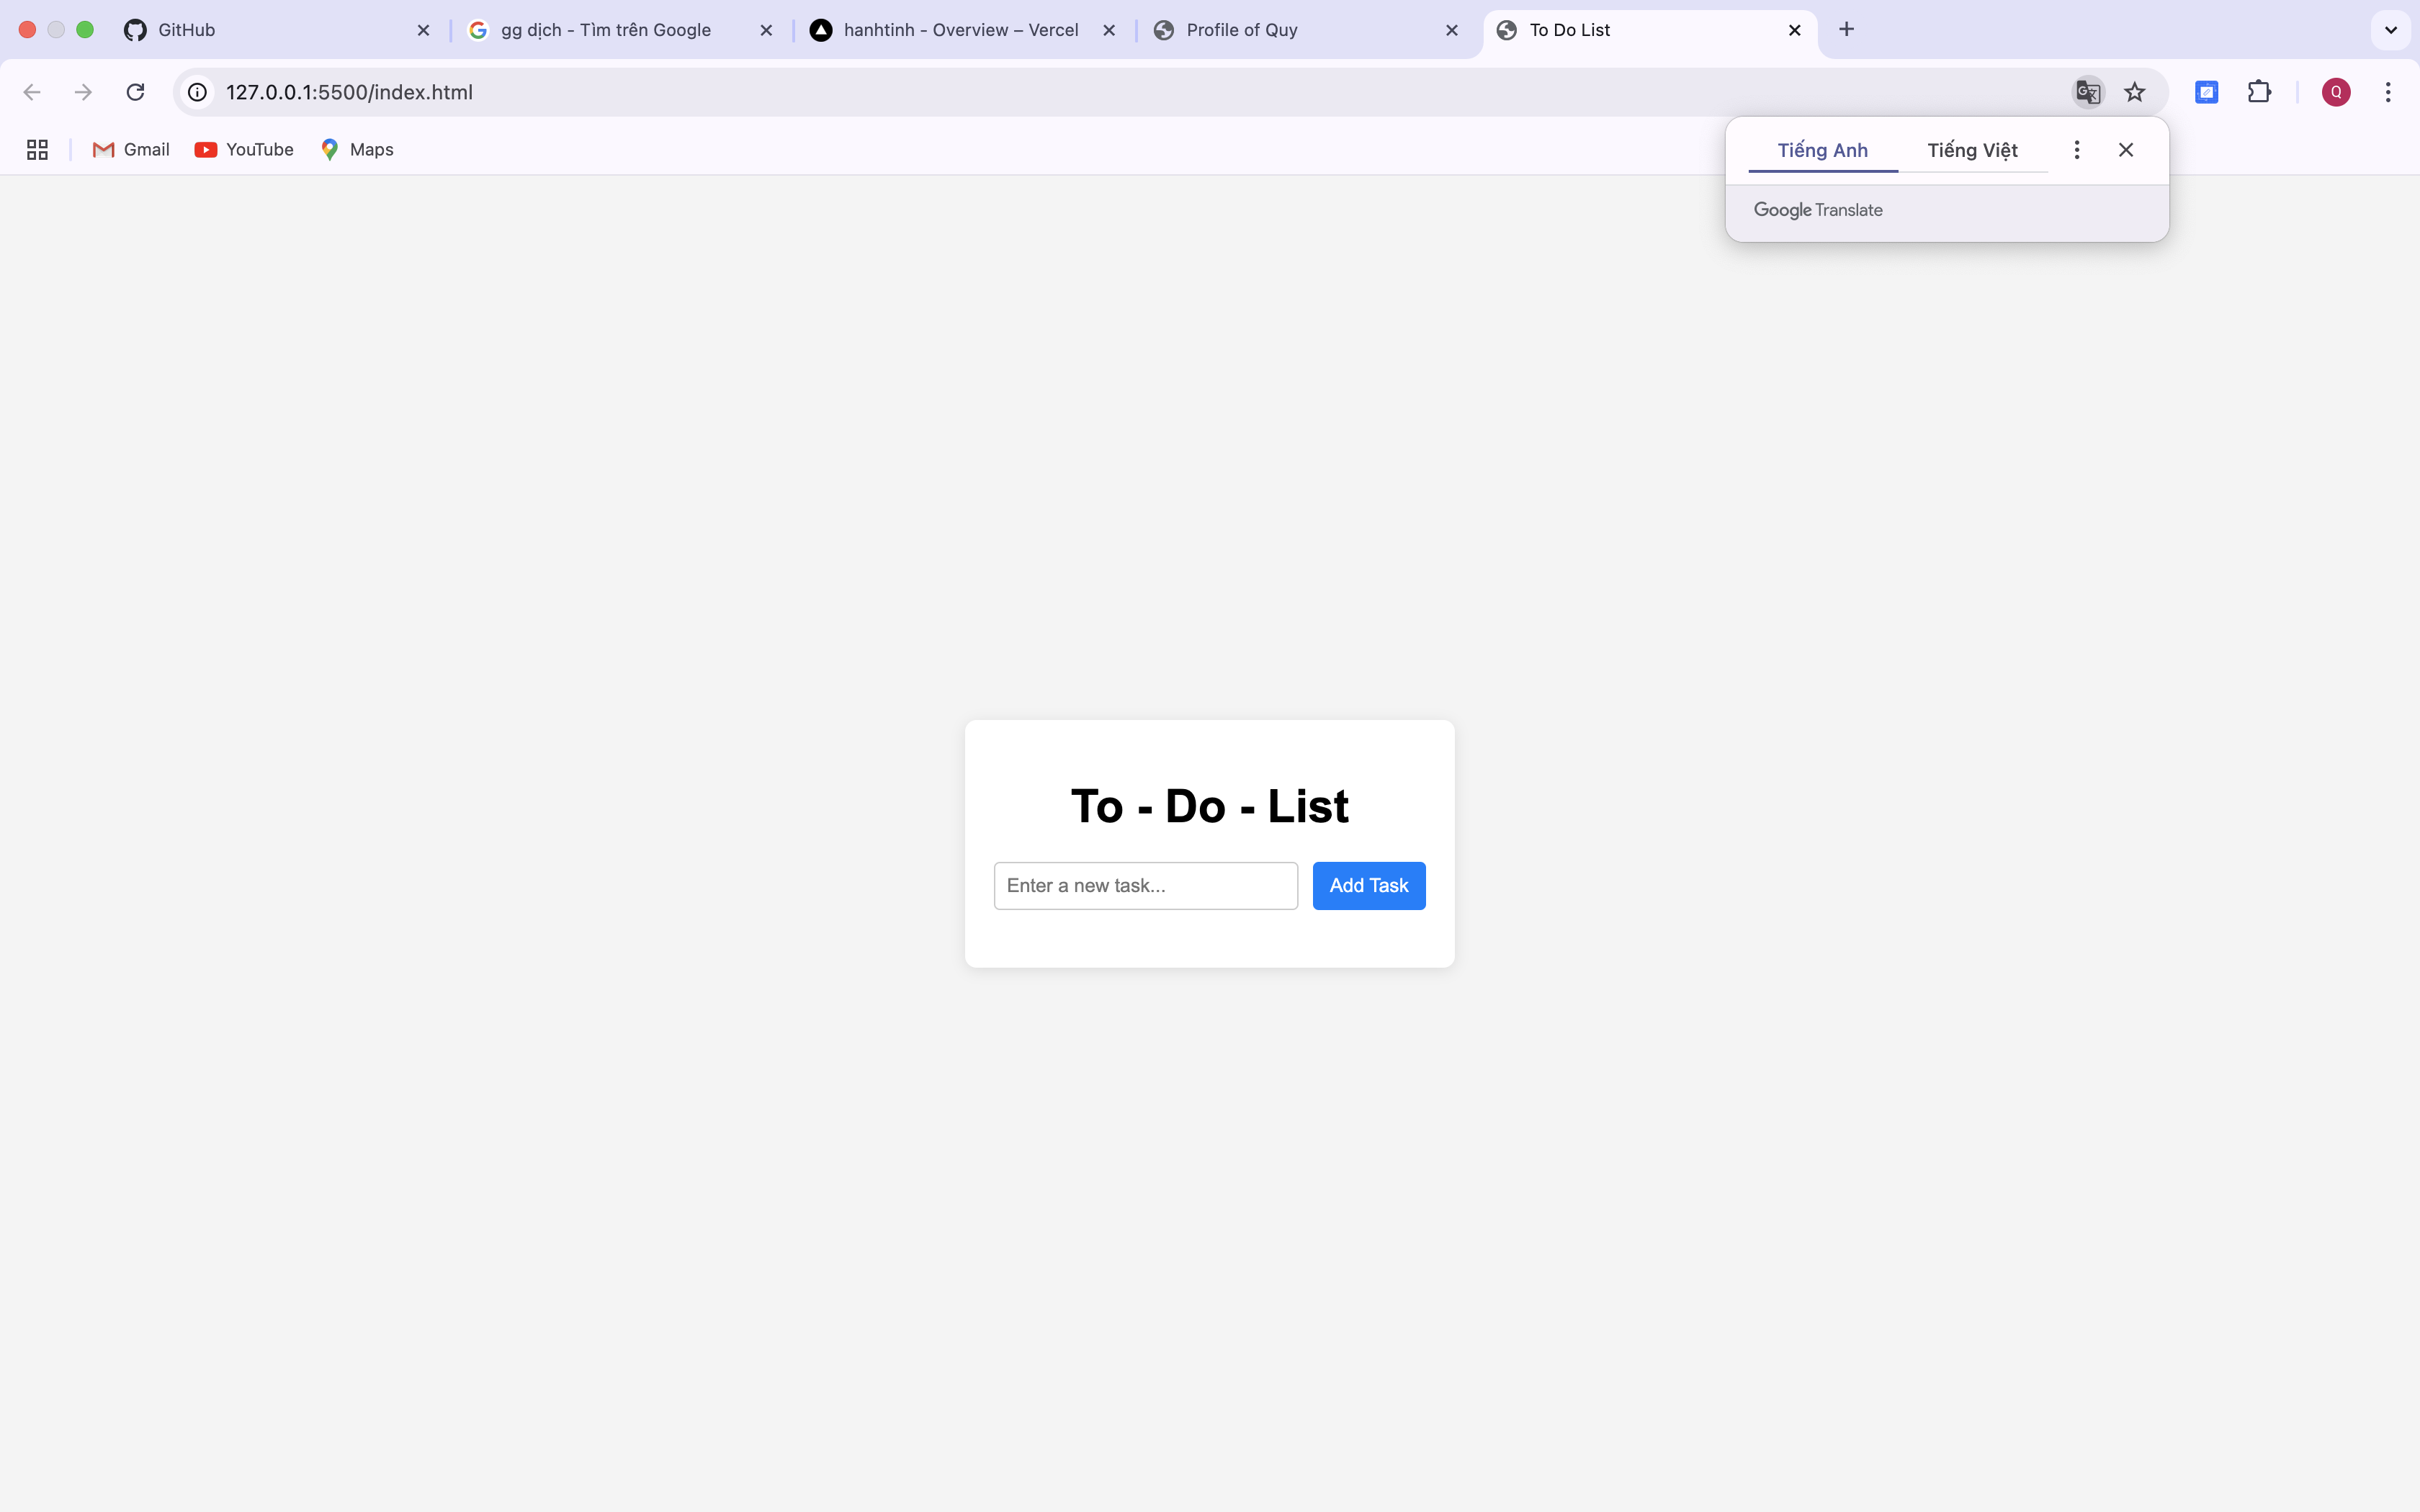 GitHub
gg dịch - Tìm trên Google
hanhtinh - Overview – Vercel
Profile of Quy
To Do List
127.0.0.1:5500/index.html
Q
Gmail
YouTube
Maps
Tiếng Anh
Tiếng Việt
Google Translate
To - Do - List
Enter a new task...
Add Task